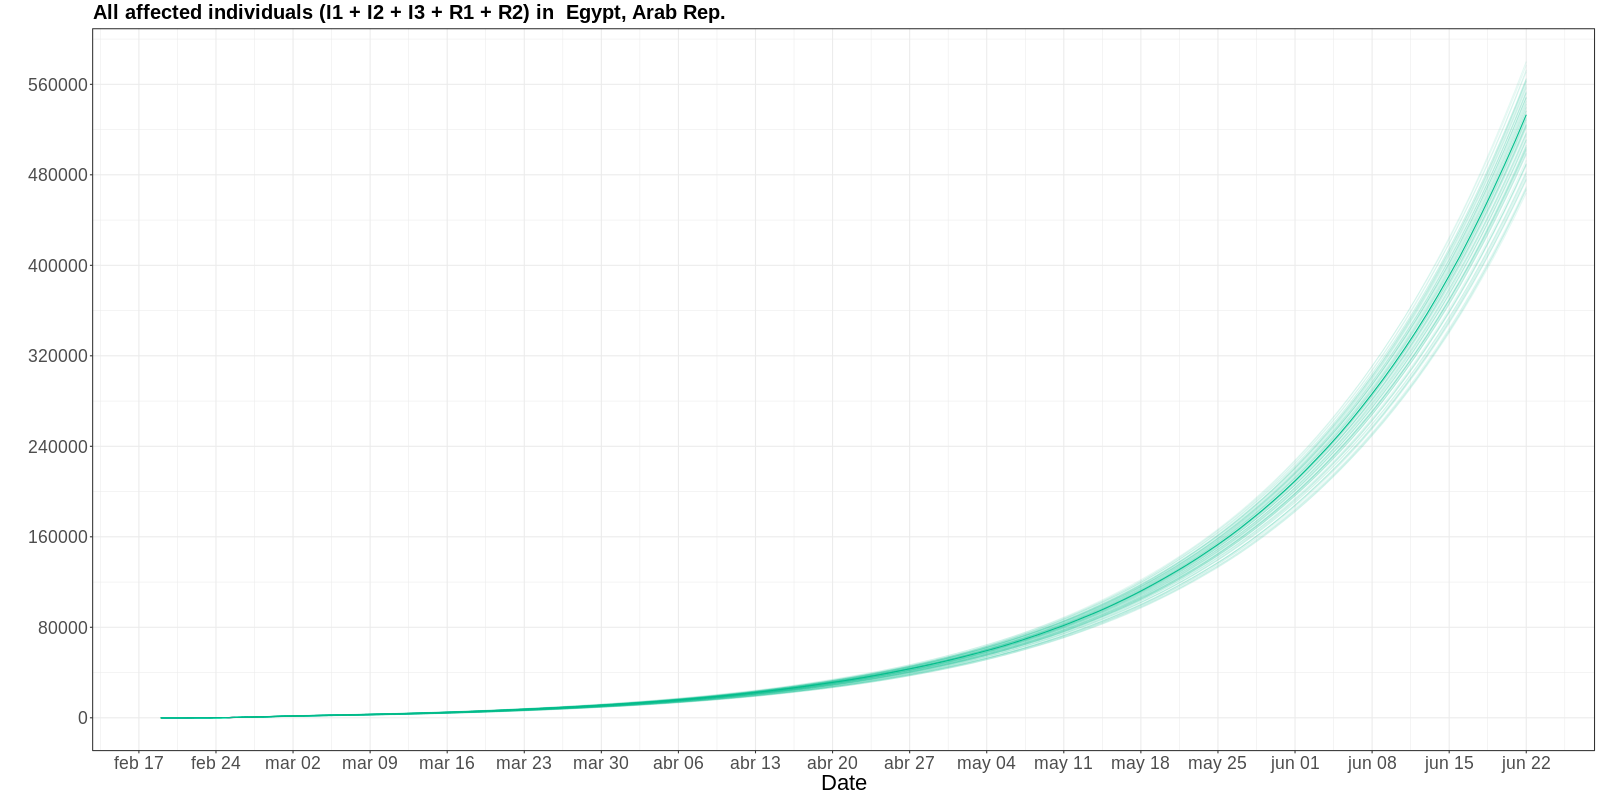 All affected individuals (I1 + I2 + I3 + R1 + R2) in  Egypt, Arab Rep.
560000
480000
400000
320000
240000
160000
80000
0
feb 17 feb 24 mar 02 mar 09 mar 16 mar 23 mar 30 abr 06 abr 13 abr 20 abr 27 may 04 may 11 may 18 may 25 jun 01 jun 08 jun 15 jun 22
Date